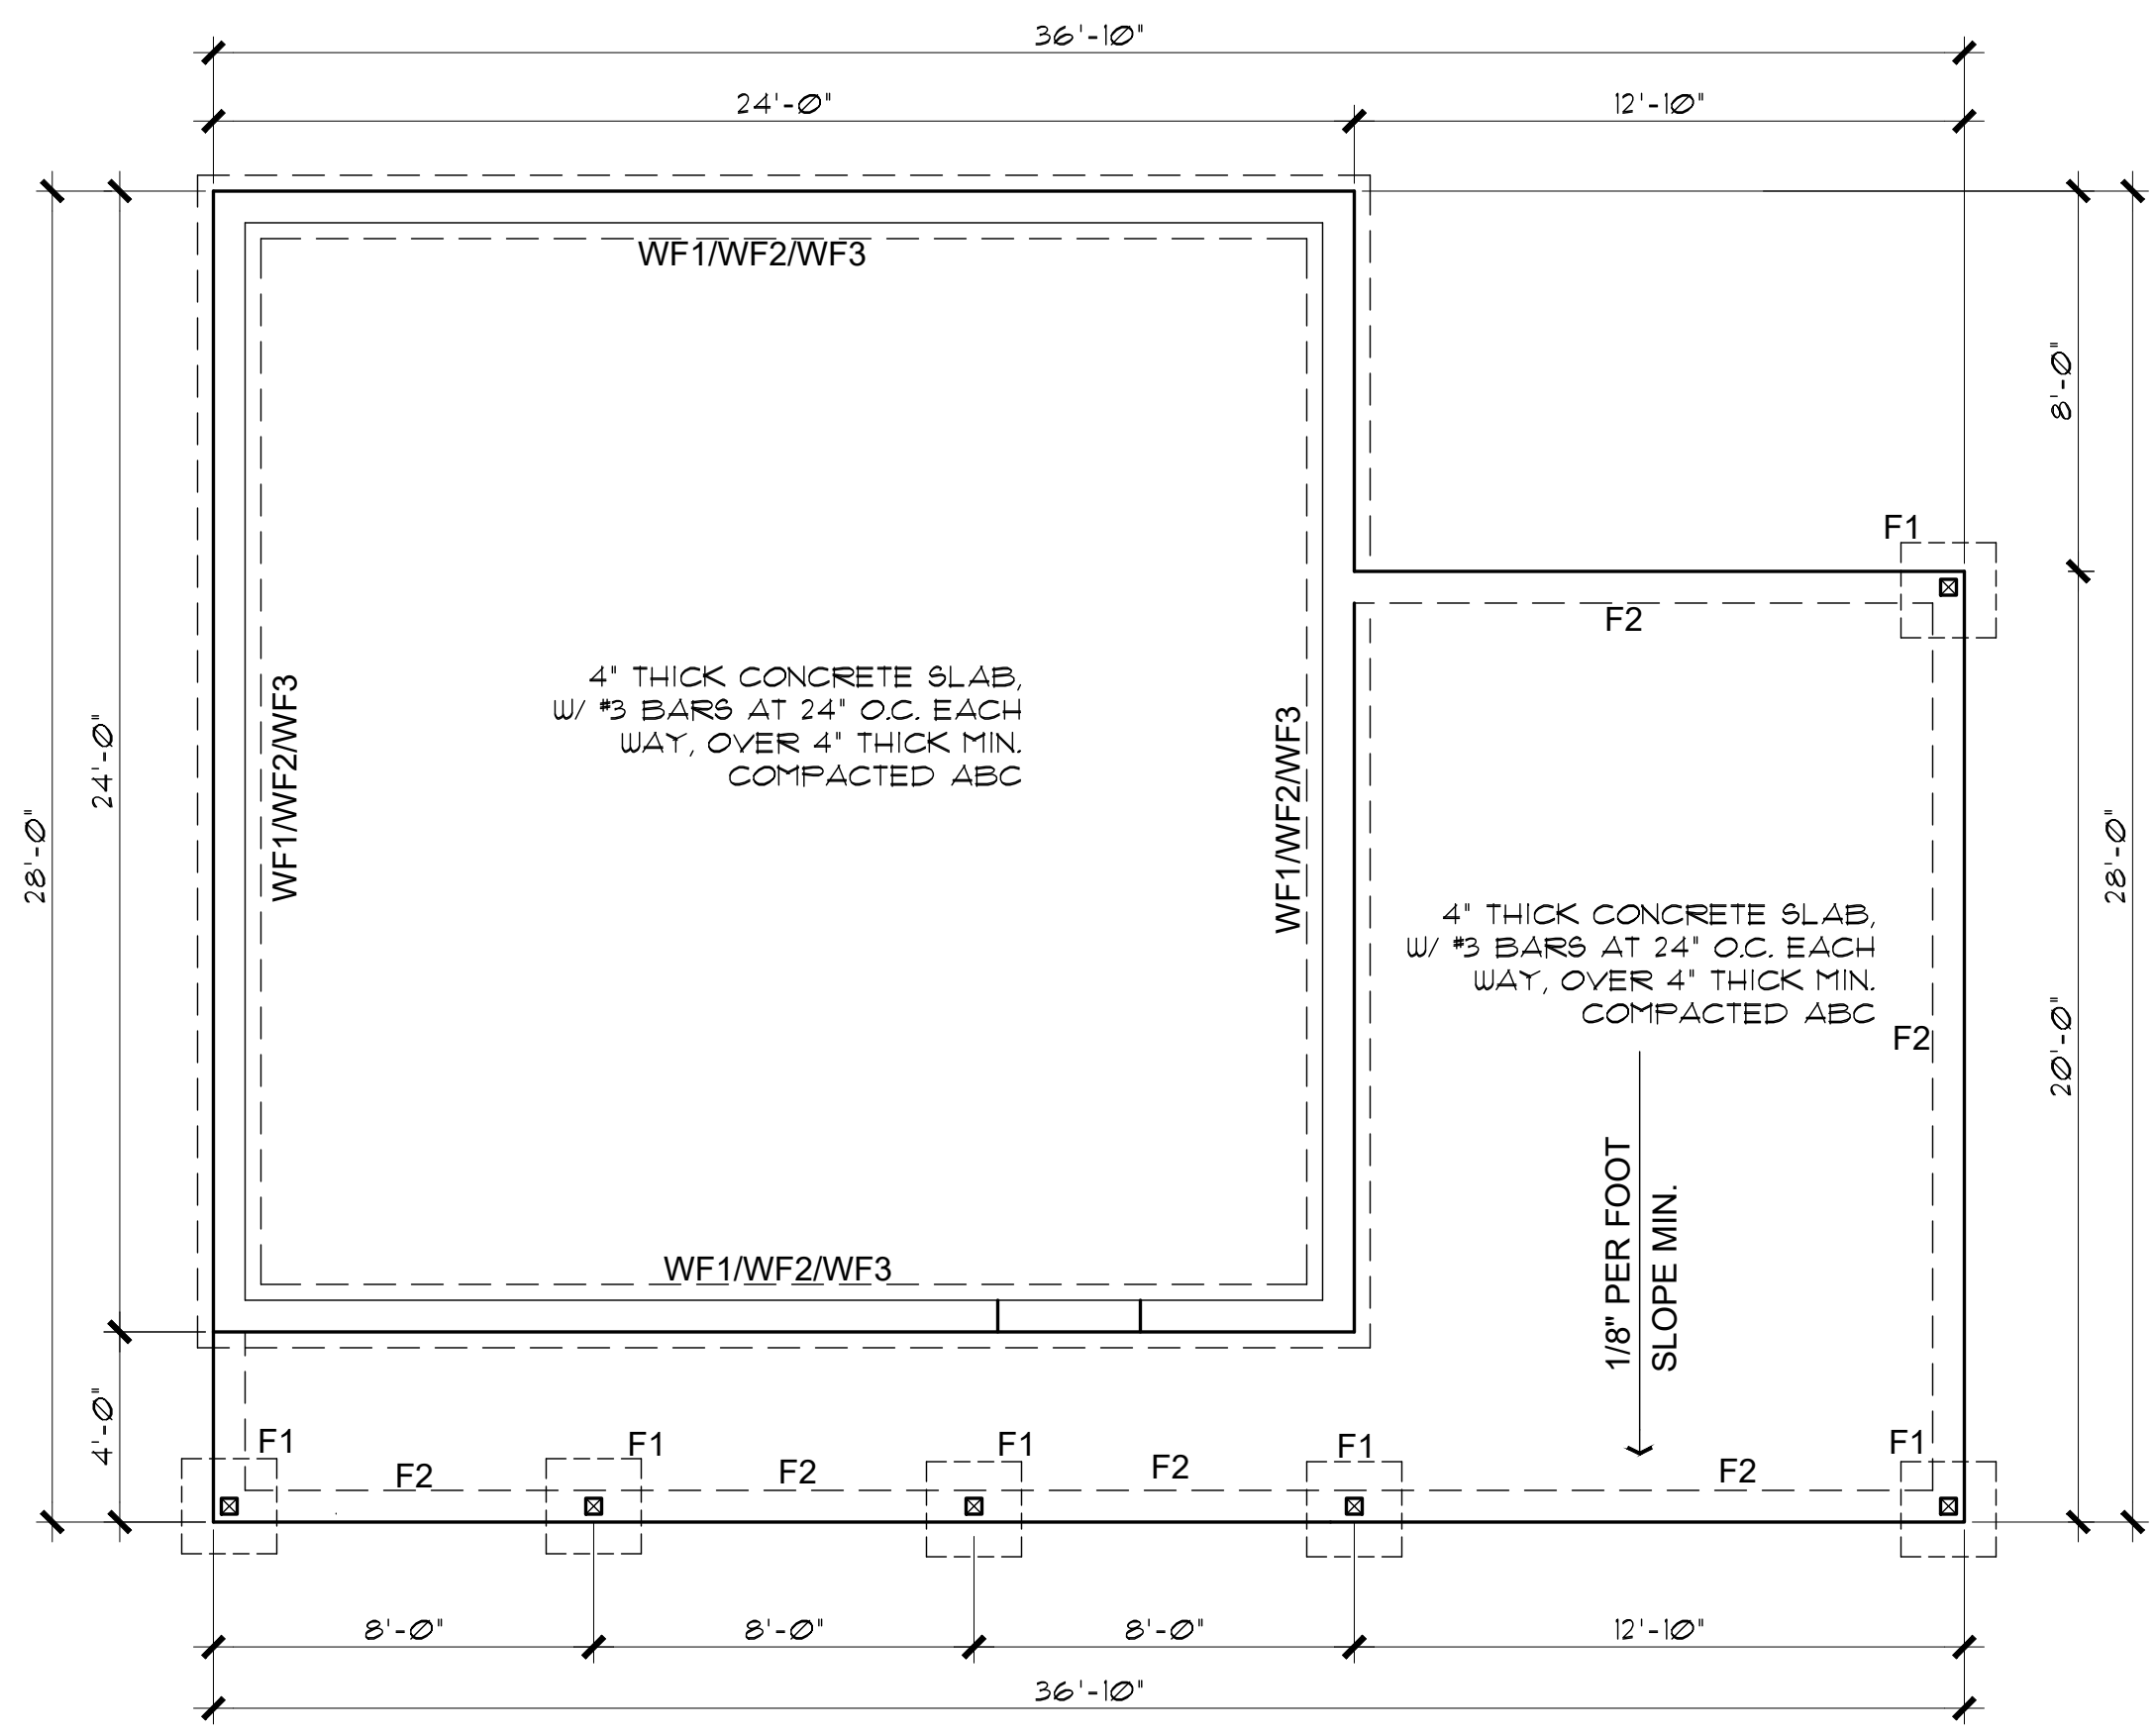 36'-10"
24'-0"
12'-10"
WF1/WF2/WF3
8'-0"
F1
F2
4" THICK CONCRETE SLAB,
W/ #3 BARS AT 24" O.C. EACH
WAY, OVER 4" THICK MIN.
COMPACTED ABC
WF1/WF2/WF3
WF1/WF2/WF3
24'-0"
28'-0"
28'-0"
4" THICK CONCRETE SLAB,
W/ #3 BARS AT 24" O.C. EACH
WAY, OVER 4" THICK MIN.
COMPACTED ABC
F2
20'-0"
1/8" PER FOOT
SLOPE MIN.
WF1/WF2/WF3
4'-0"
F1
F1
F1
F1
F1
F2
F2
F2
F2
8'-0"
8'-0"
8'-0"
12'-10"
36'-10"